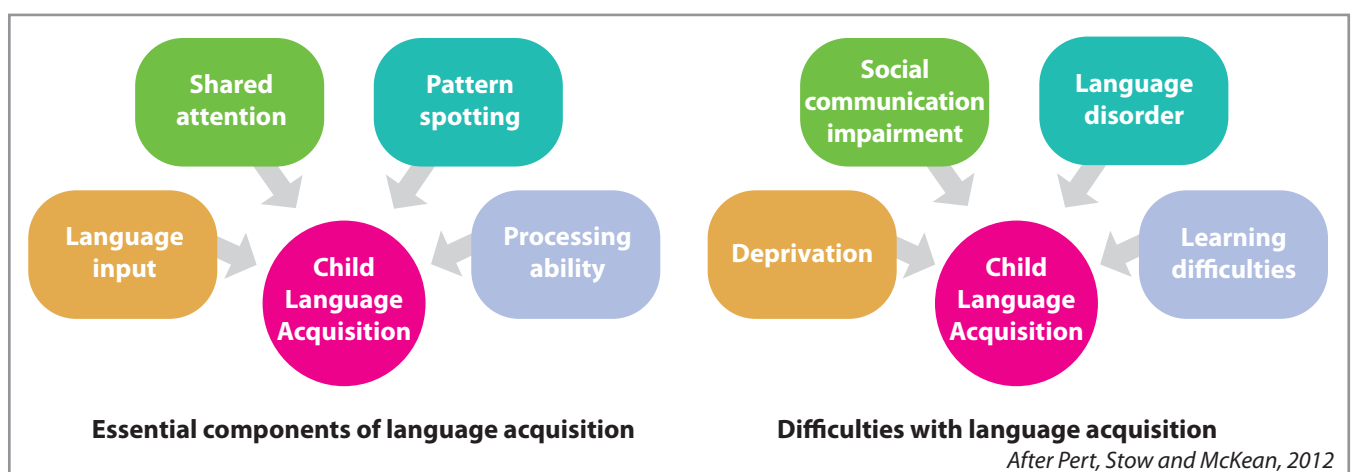 Shared
attention
Pattern
spotting
Language
input
Processing
ability
Child
Language
Acquisition
Essential components of language acquisition
Social
communication
impairment
Language
disorder
Deprivation
Learning
difficulties
Child
Language
Acquisition
Difficulties with language acquisition
After Pert, Stow and McKean, 2012